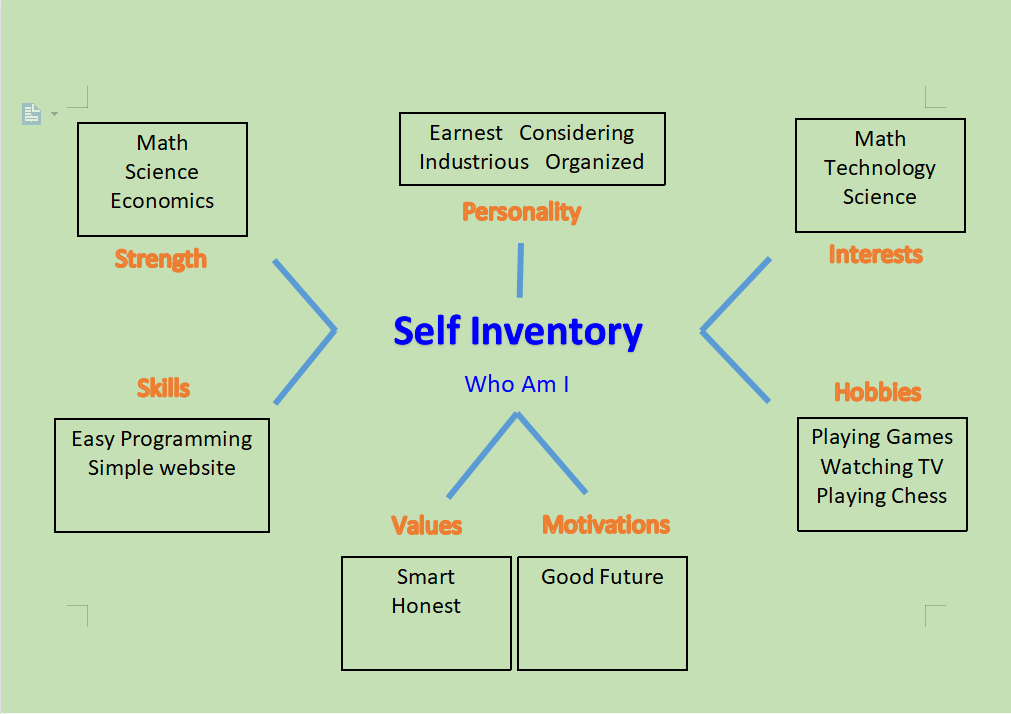 Math
Science
Economics
Strength
Earnest Considering
Industrious Organized
Personality
Math
Technology
Science
Interests
Self Inventory
Who Am I
Skills
Easy Programming
Simple website
Hobbies
Playing Games
Watching TV
Playing Chess
Values
Smart
Honest
Motivations
Good Future